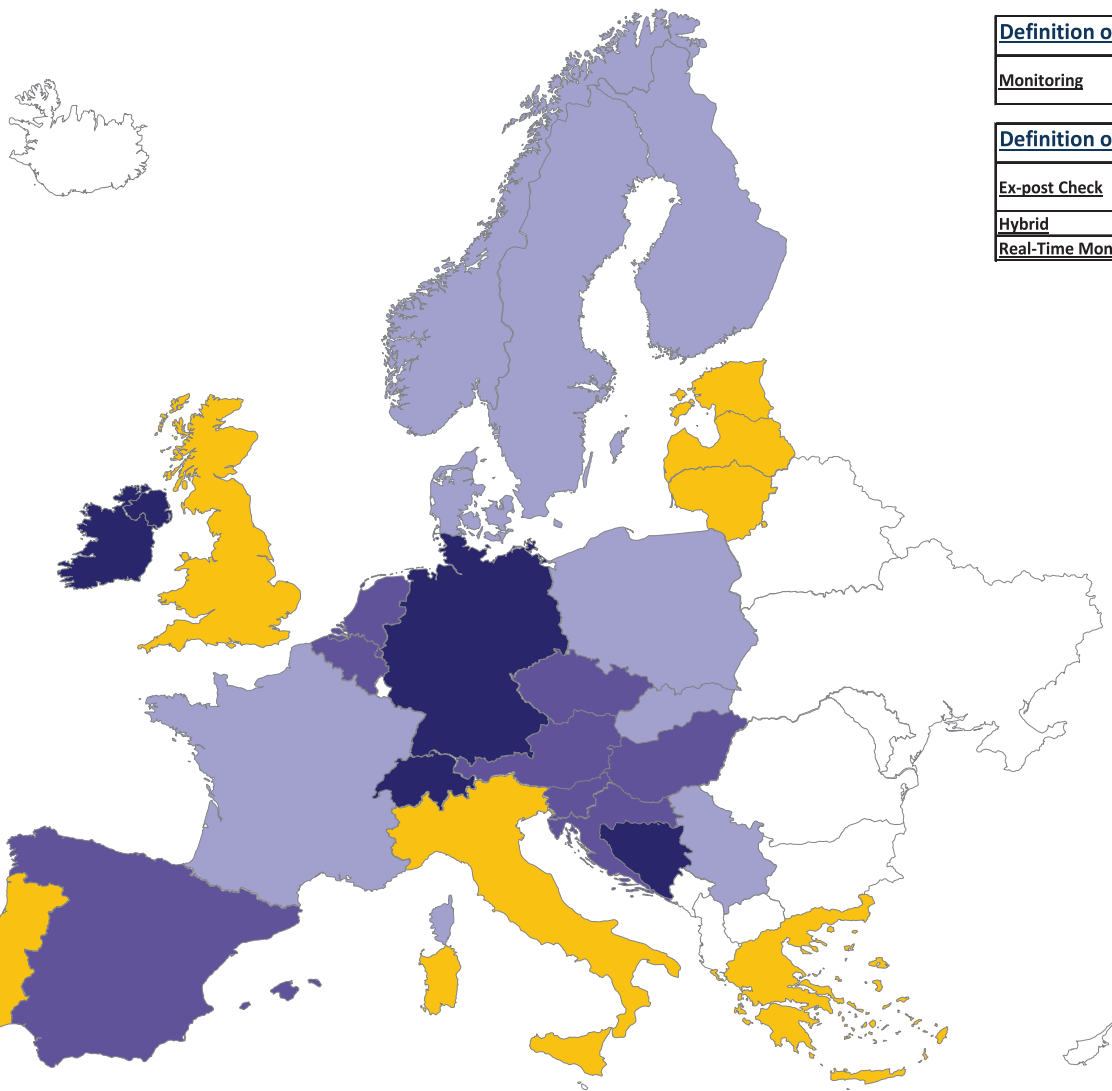 Definition o
Monitoring
Definition o
Ex-post Check
Hybrid
Real-Time Mon